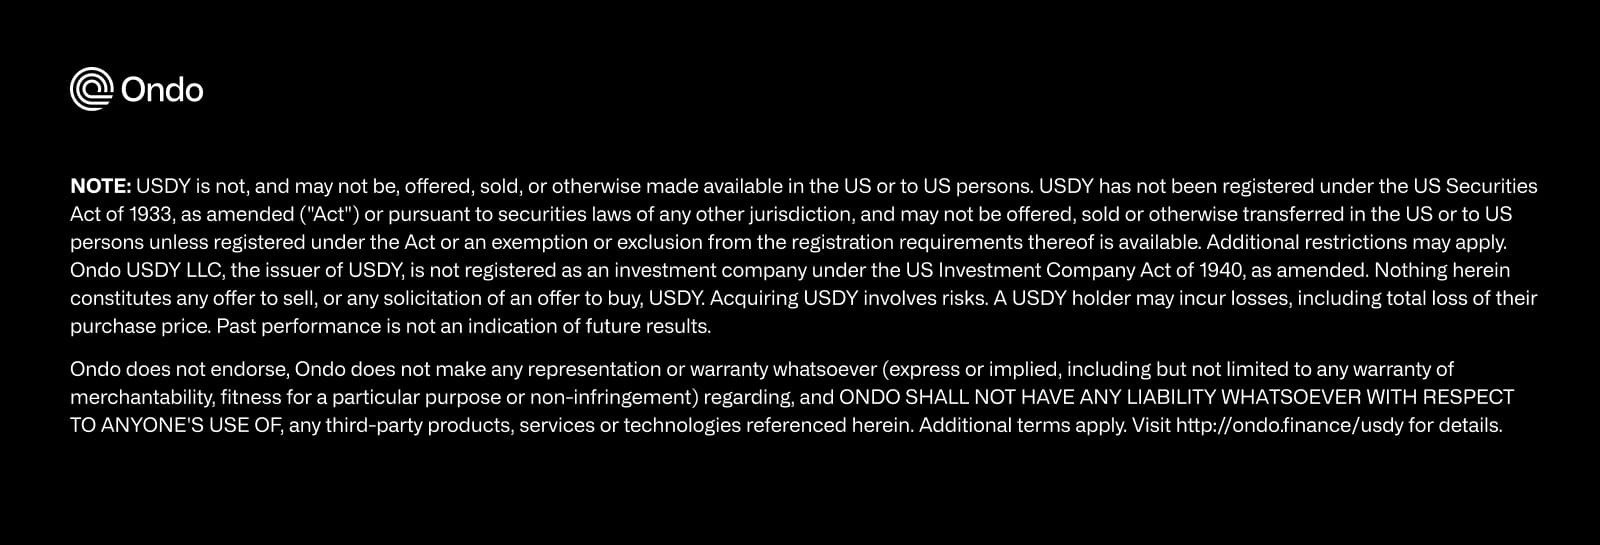 Ondo
NOTE: USDY is not, and may not be, offered, sold, or otherwise made available in the US or to US persons. USDY has not been registered under the US Securities
Act of 1933, as amended ("Act") or pursuant to securities laws of any other jurisdiction, and may not be offered, sold or otherwise transferred in the US or to US
persons unless registered under the Act or an exemption or exclusion from the registration requirements thereof is available. Additional restrictions may apply.
Ondo USDY LLC, the issuer of USDY, is not registered as an investment company under the US Investment Company Act of 1940, as amended. Nothing herein
constitutes any offer to sell, or any solicitation of an offer to buy, USDY. Acquiring USDY involves risks. A USDY holder may incur losses, including total loss of their
purchase price. Past performance is not an indication of future results.
Ondo does not endorse, Ondo does not make any representation or warranty whatsoever (express or implied, including but not limited to any warranty of
merchantability, fitness for a particular purpose or non-infringement) regarding, and ONDO SHALL NOT HAVE ANY LIABILITY WHATSOEVER WITH RESPECT
TO ANYONE'S USE OF, any third-party products, services or technologies referenced herein. Additional terms apply. Visit http://ondo.finance/usdy for details.